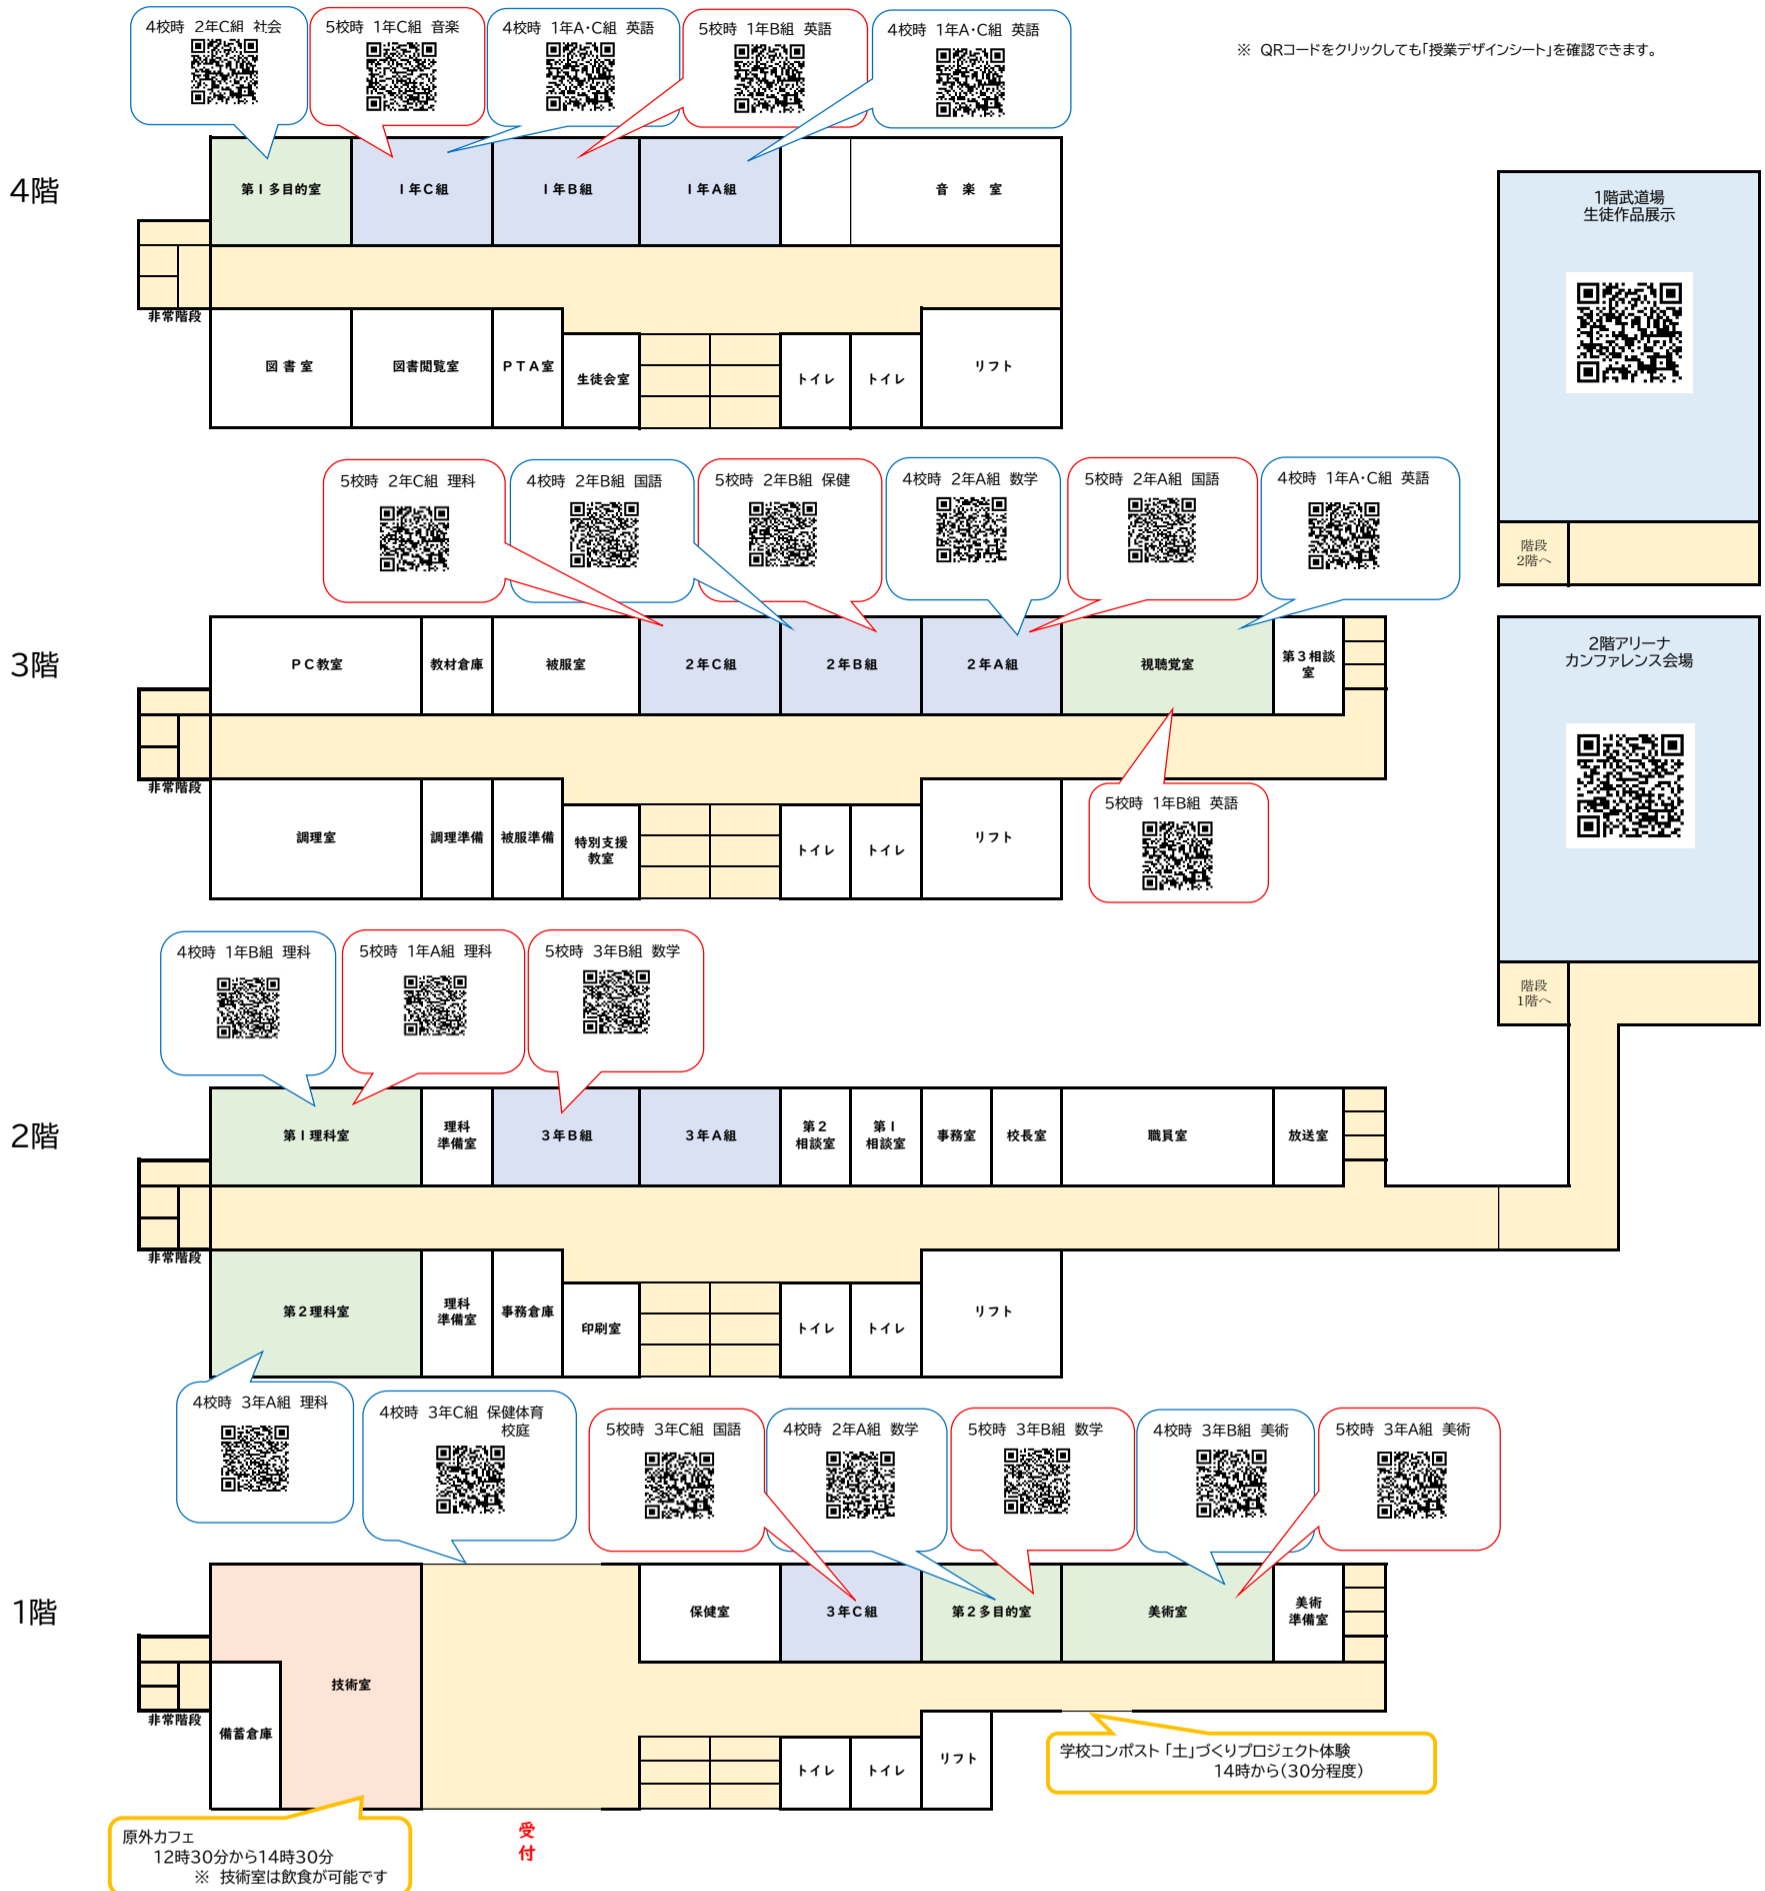 4校時 2年C組 社会
5校時 1年C組 音楽
4校時 1年A・C組 英語
5校時 1年B組 英語
4校時 1年A・C組 英語
※ QRコードをクリックしても「授業デザインシート」を確認できます。
4階
第1多目的室
1年C組
1年B組
1年A組
音 楽 室
非常階段
図書室
図書閲覧室
PTA室
生徒会室
トイレ
トイレ
リフト
1階武道場
生徒作品展示
階段
2階へ
5校時 2年C組 理科
4校時 2年B組 国語
5校時 2年B組 保健
4校時 2年A組 数学
5校時 2年A組 国語
4校時 1年A・C組 英語
3階
PC教室
教材倉庫
被服室
2年C組
2年B組
2年A組
視聴覚室
第3相談
室
非常階段
調理室
調理準備
被服準備
特別支援
教室
トイレ
トイレ
リフト
5校時 1年B組 英語
2階アリーナ
カンファレンス会場
階段
1階へ
4校時 1年B組 理科
5校時 1年A組 理科
5校時 3年B組 数学
2階
第1理科室
理科
準備室
3年B組
3年A組
第2
相談室
第1
相談室
事務室
校長室
職員室
放送室
非常階段
第2理科室
理科
準備室
事務倉庫
印刷室
トイレ
トイレ
リフト
4校時 3年A組 理科
4校時 3年C組 保健体育
校庭
5校時 3年C組 国語
4校時 2年A組 数学
5校時 3年B組 数学
4校時 3年B組 美術
5校時 3年A組 美術
1階
技術室
保健室
3年C組
第2多目的室
美術室
美術
準備室
非常階段
備蓄倉庫
トイレ
トイレ
リフト
学校コンポスト「土」づくりプロジェクト体験
14時から(30分程度)
原外カフェ
12時30分から14時30分
※ 技術室は飲食が可能です
受
付